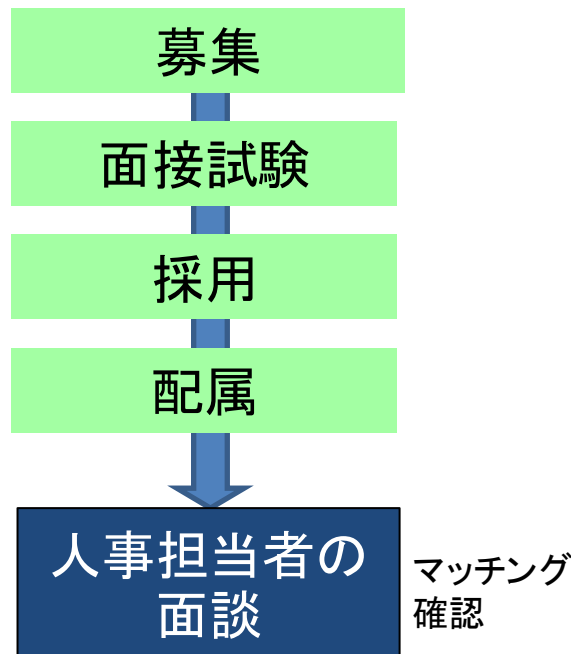 募集
面接試験
採用
配属
人事担当者の
面談
マッチング
確認